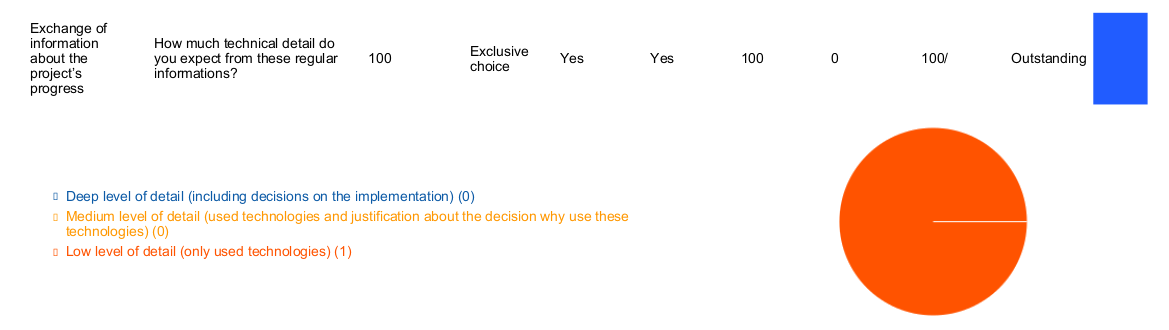 Exchange of
information
about the
project's
progress
How much technical detail do
you expect from these regular
informations?
100
Exclusive
choice
Yes
Yes
100
0
100/
Outstanding
Deep level of detail (including decisions on the implementation) (0)
Medium level of detail (used technologies and justification about the decision why use these
technologies) (0)
Low level of detail (only used technologies) (1)